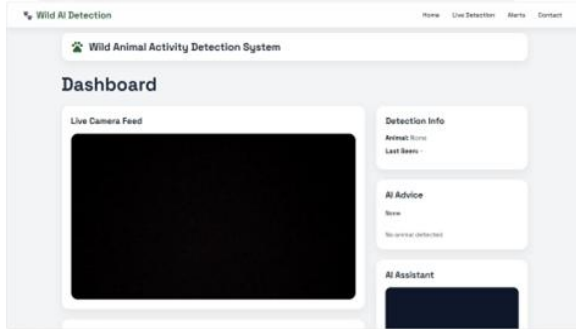 Wild AI Detection
Home Live Detection Alerts Contact
Wild Animal Activity Detection System
Dashboard
Live Camera Feed
Detection Info
Animal: None
Last Seen: -
AI Advice
None
No animal detected
AI Assistant